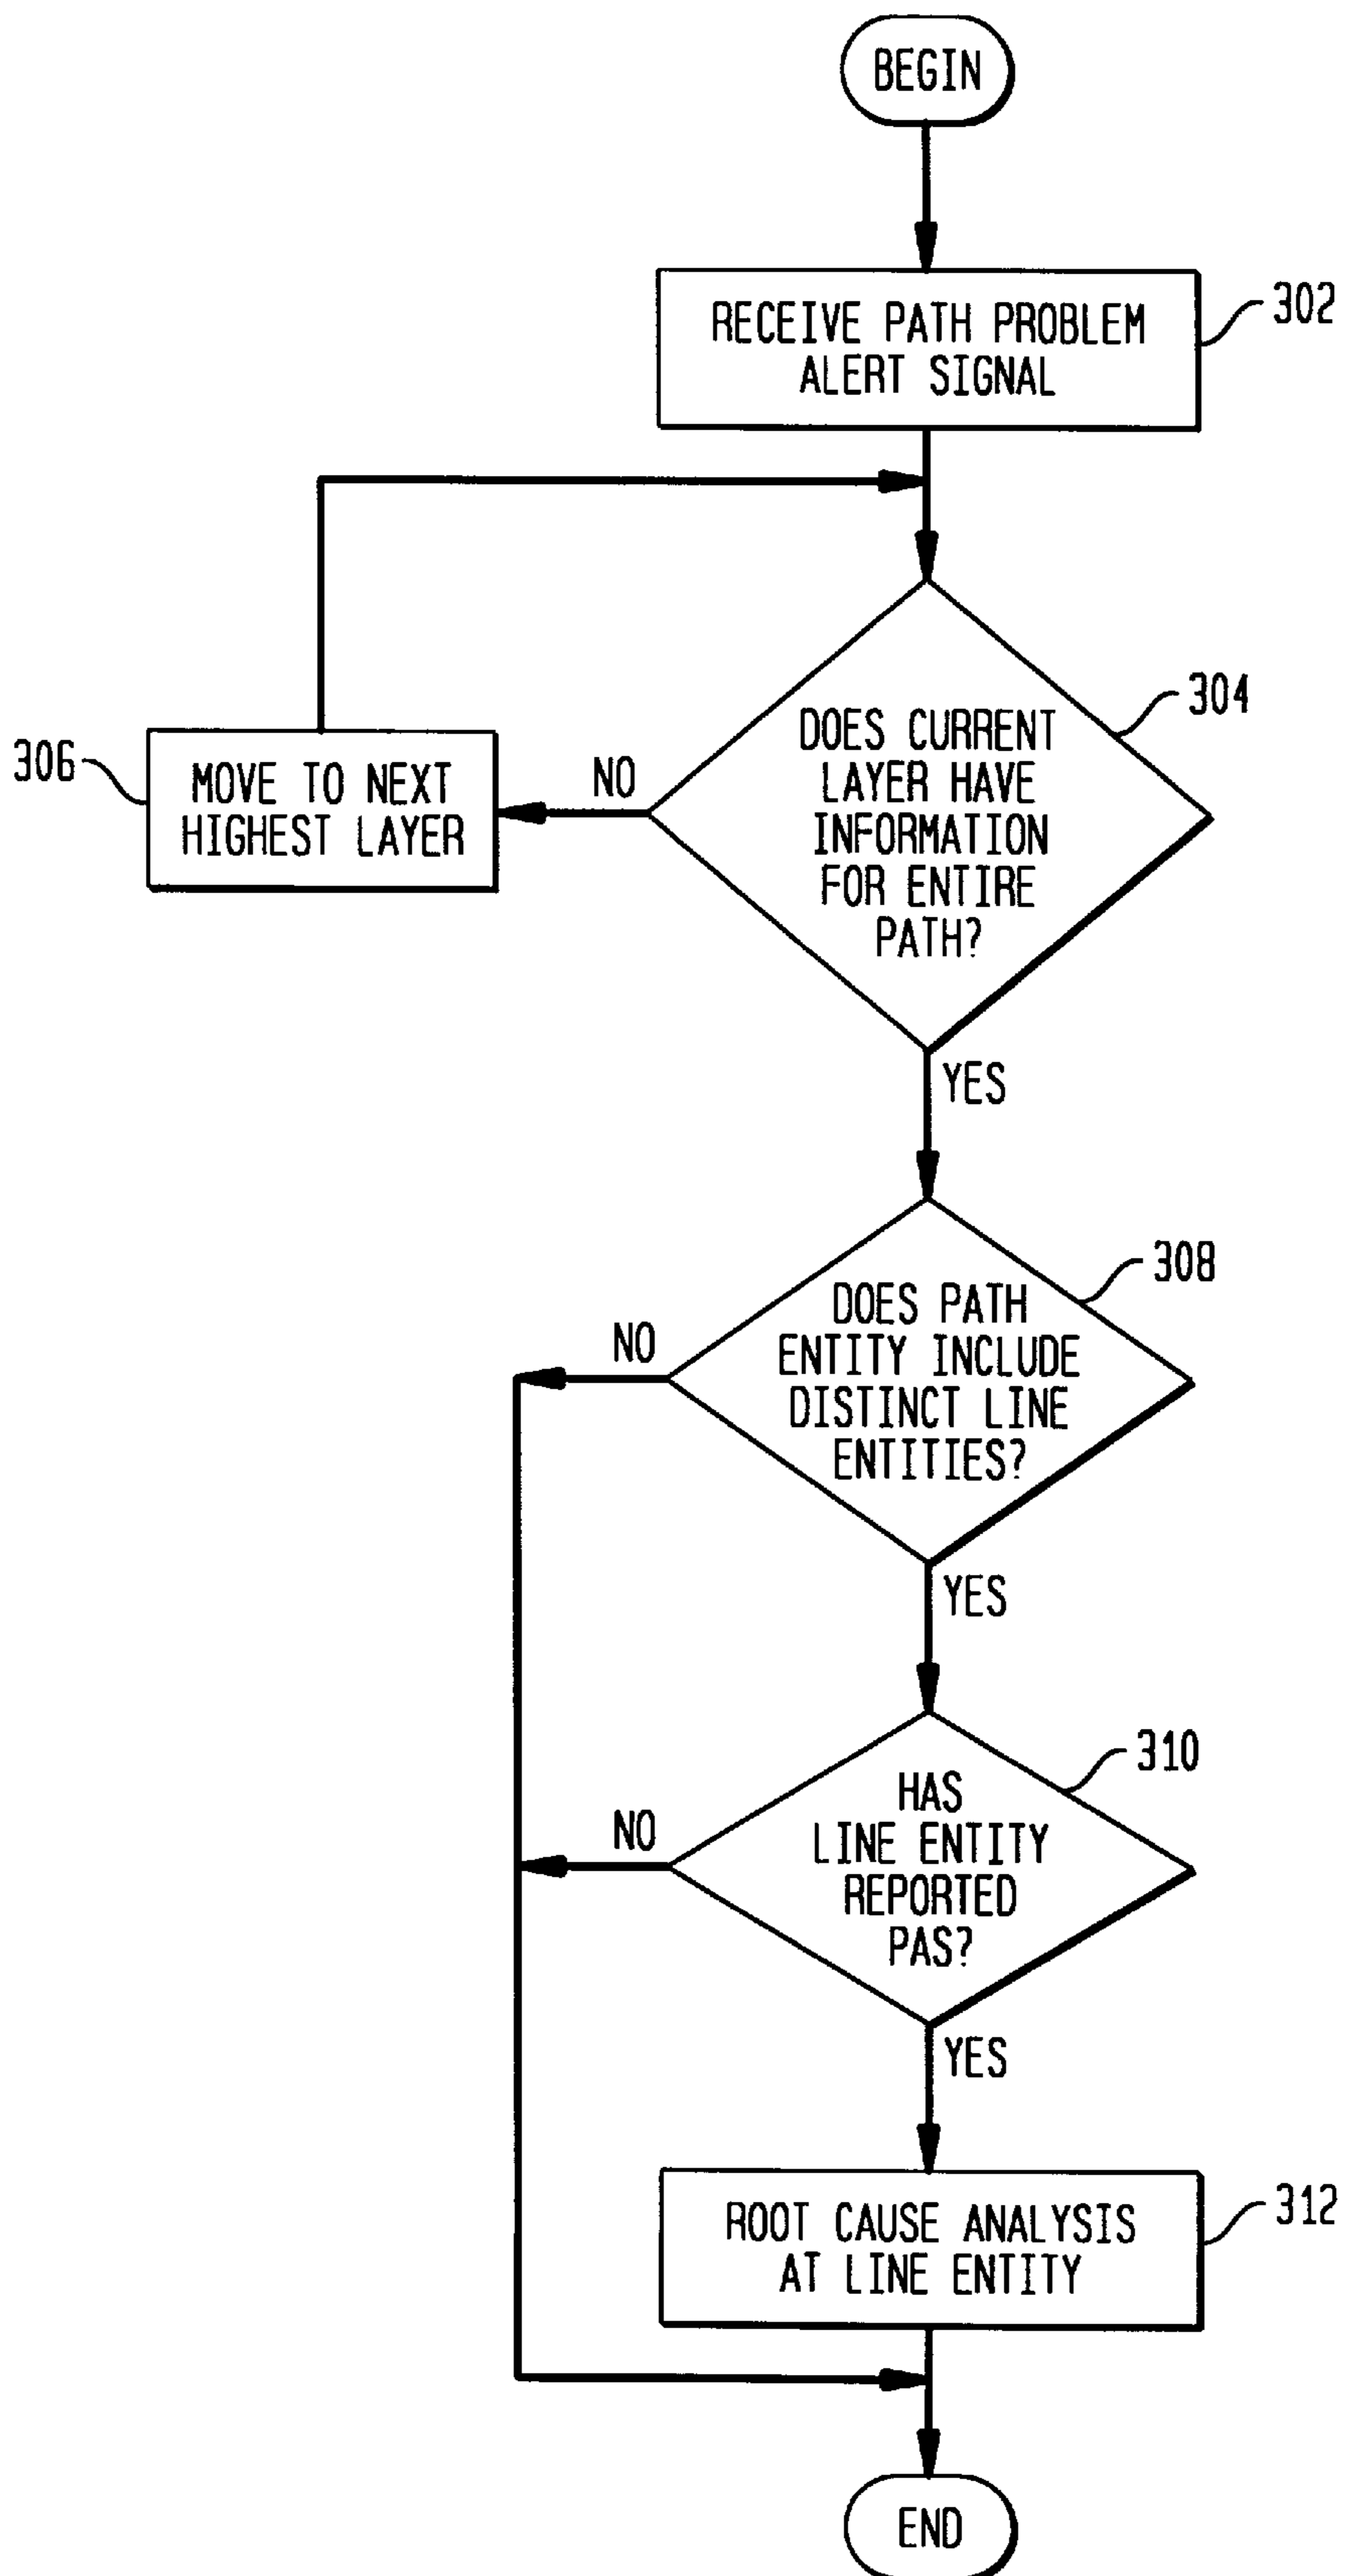 BEGIN
RECEIVE PATH PROBLEM
ALERT SIGNAL
302
DOES CURRENT
LAYER HAVE
INFORMATION
FOR ENTIRE
PATH?
304
NO
306
MOVE TO NEXT
HIGHEST LAYER
YES
DOES PATH
ENTITY INCLUDE
DISTINCT LINE
ENTITIES?
308
NO
YES
HAS
LINE ENTITY
REPORTED
PAS?
310
NO
YES
ROOT CAUSE ANALYSIS
AT LINE ENTITY
312
END